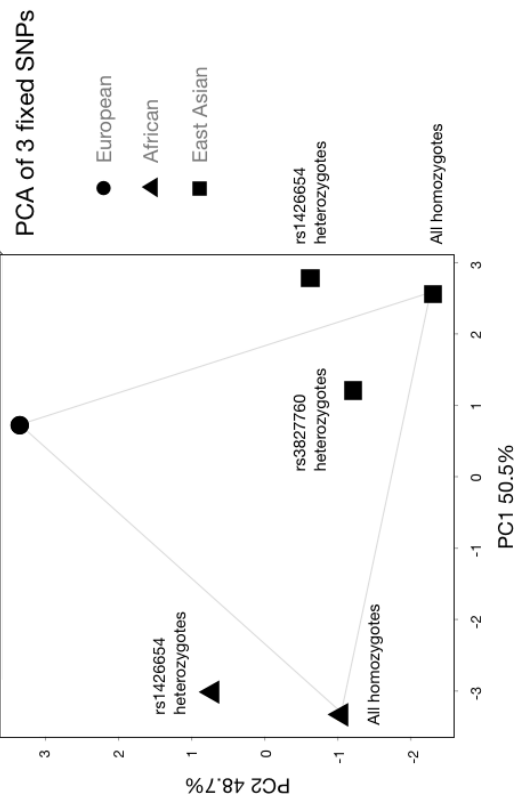 PCA of 3 fixed SNPs
European
African
East Asian
rs1426654
heterozygotes
All homozygotes
rs3827760
heterozygotes
rs1426654
heterozygotes
All homozygotes
3
2
1
0
-1
-2
PC2 48.7%
-3
-2
-1
0
1
2
3
PC1 50.5%